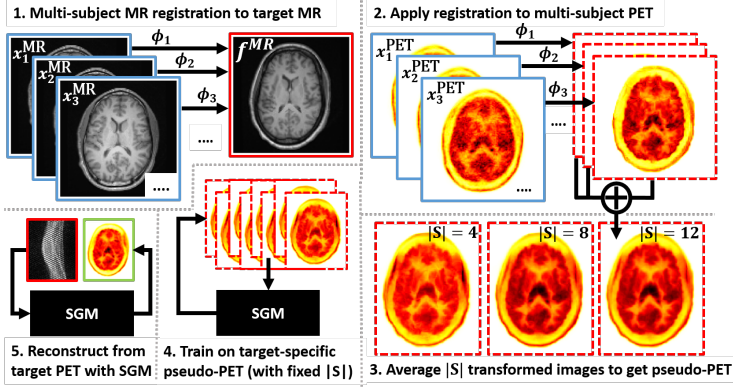 1. Multi-subject MR registration to target MR
x₁ᴹᴿ
ϕ₁
f ᴹᴿ
x₂ᴹᴿ
ϕ₂
x₃ᴹᴿ
ϕ₃
....
....
2. Apply registration to multi-subject PET
x₁ᴾᴱᵀ
ϕ₁
x₂ᴾᴱᵀ
ϕ₂
x₃ᴾᴱᵀ
ϕ₃
....
....
|S| = 4
|S| = 8
|S| = 12
3. Average |S| transformed images to get pseudo-PET
SGM
4. Train on target-specific
pseudo-PET (with fixed |S|)
SGM
5. Reconstruct from
target PET with SGM